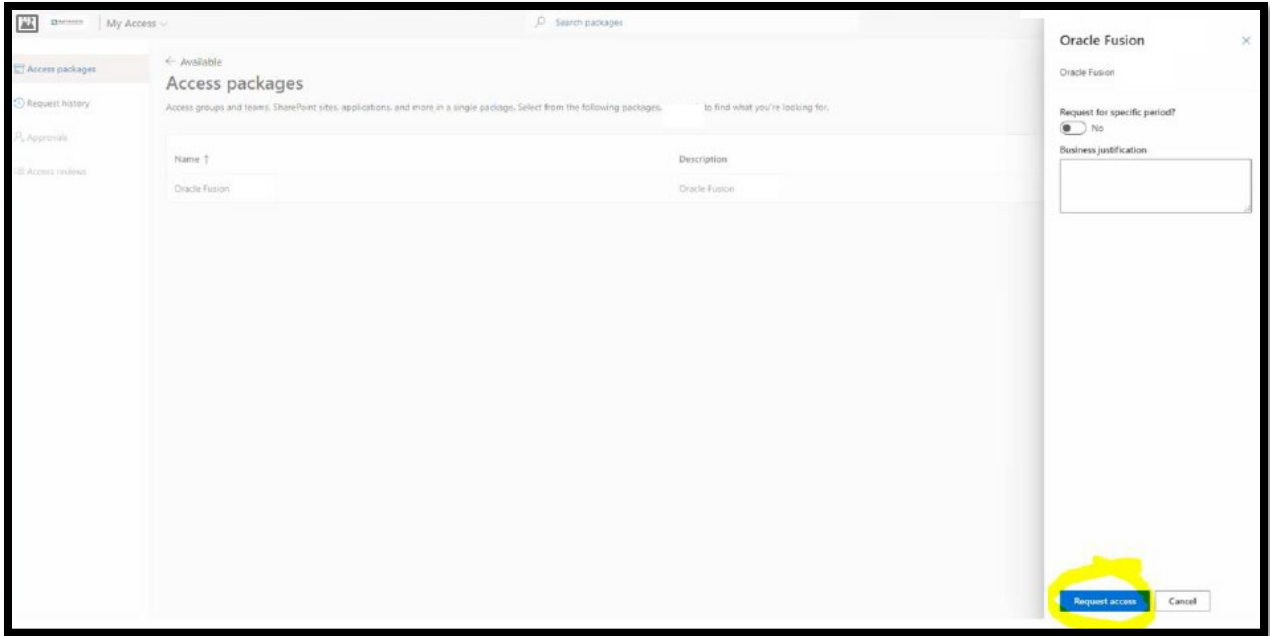 My Access
Search packages
Access packages
Request history
Approvals
Access reviews
← Available
Access packages
Access groups and teams, SharePoint sites, applications, and more in a single package. Select from the following packages, to find what you're looking for.
Name ↑
Description
Oracle Fusion
Oracle Fusion
Oracle Fusion
Oracle Fusion
Request for specific period?
No
Business justification
Request access
Cancel